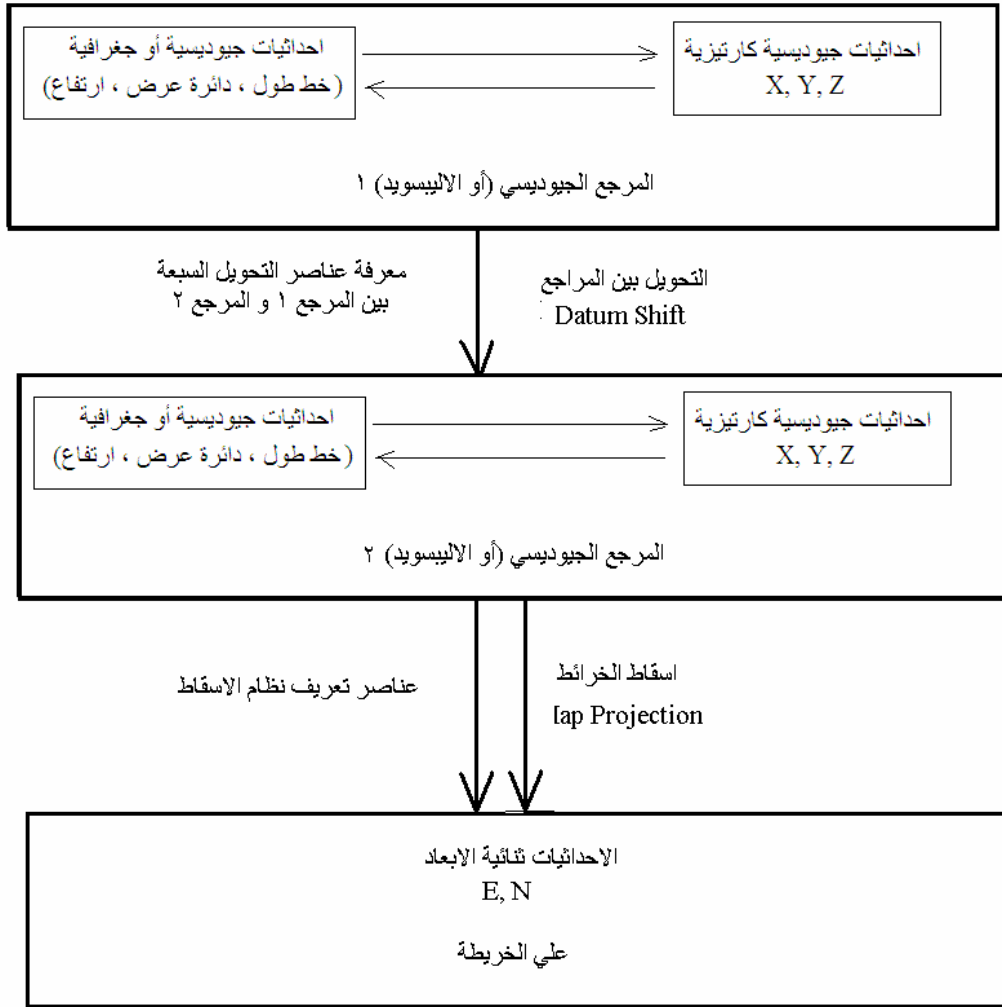 احداثيات جيوديسية كارتيزية
X, Y, Z
احداثيات جيوديسية أو جغرافية
(خط طول ، دائرة عرض ، ارتفاع)
المرجع الجيوديسي (أو الاليبسويد) ١
التحويل بين المراجع
Datum Shift
معرفة عناصر التحويل السبعة
بين المرجع ١ و المرجع ٢
احداثيات جيوديسية كارتيزية
X, Y, Z
احداثيات جيوديسية أو جغرافية
(خط طول ، دائرة عرض ، ارتفاع)
المرجع الجيوديسي (أو الاليبسويد) ٢
اسقاط الخرائط
ap Projection
عناصر تعريف نظام الاسقاط
الاحداثيات ثنائية الابعاد
E, N
علي الخريطة